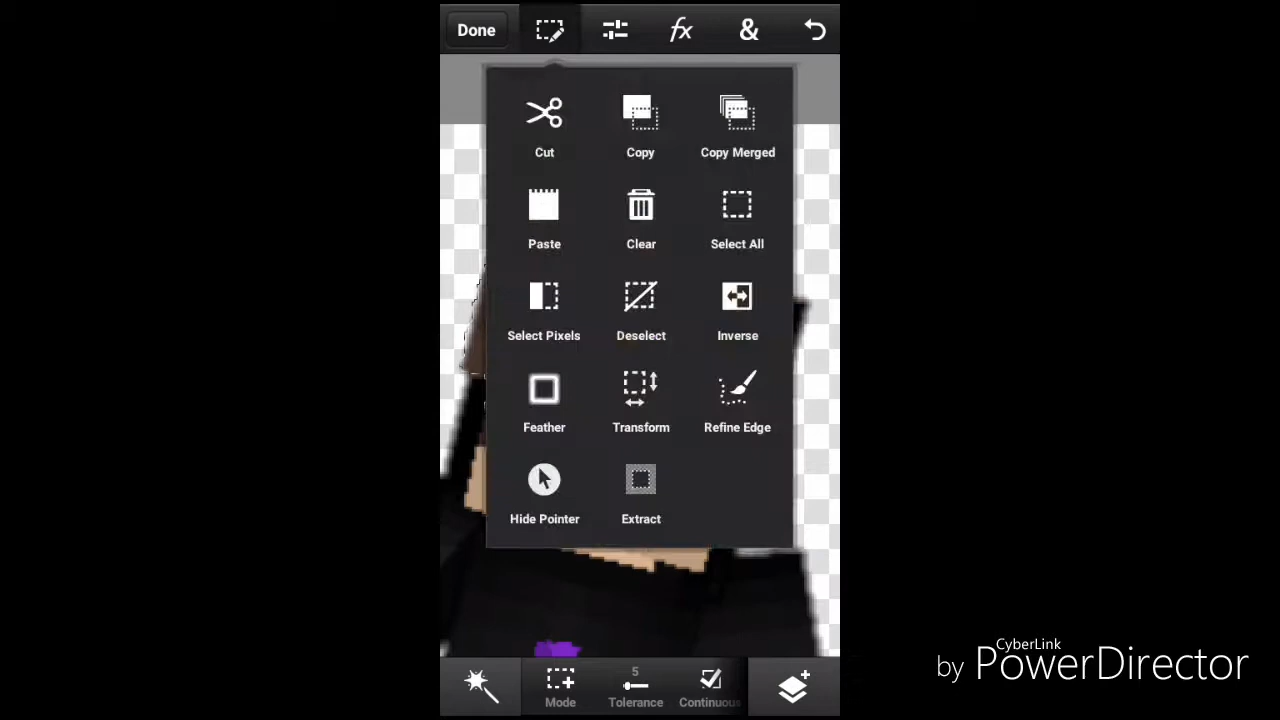 Done fx &
Cut Copy Copy Merged
Paste Clear Select All
Select Pixels Deselect Inverse
Feather Transform Refine Edge
Hide Pointer Extract
5
Mode Tolerance Continuous
CyberLink
by PowerDirector